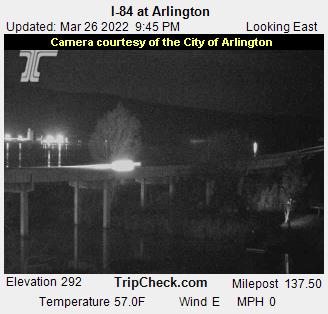 I-84 at Arlington
Updated: Mar 26 2022 9:45 PM Looking East
Camera courtesy of the City of Arlington
Elevation 292 TripCheck.com Milepost 137.50
Temperature 57.0F Wind E MPH 0